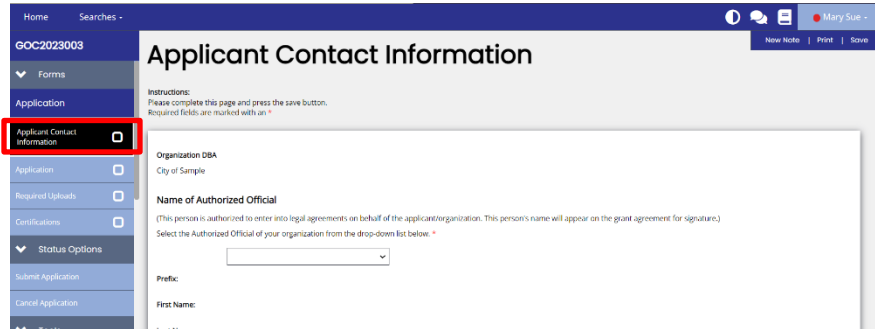 Home Searches -
Mary Sue -
GOC2023003
New Note | Print | Save
Forms
Application
Applicant Contact
Information
Application
Required Uploads
Certifications
Status Options
Submit Application
Cancel Application
Tools
Applicant Contact Information
Instructions:
Please complete this page and press the save button.
Required fields are marked with an *
Organization DBA
City of Sample
Name of Authorized Official
(This person is authorized to enter into legal agreements on behalf of the applicant/organization. This person's name will appear on the grant agreement for signature.)
Select the Authorized Official of your organization from the drop-down list below. *
Prefix:
First Name: